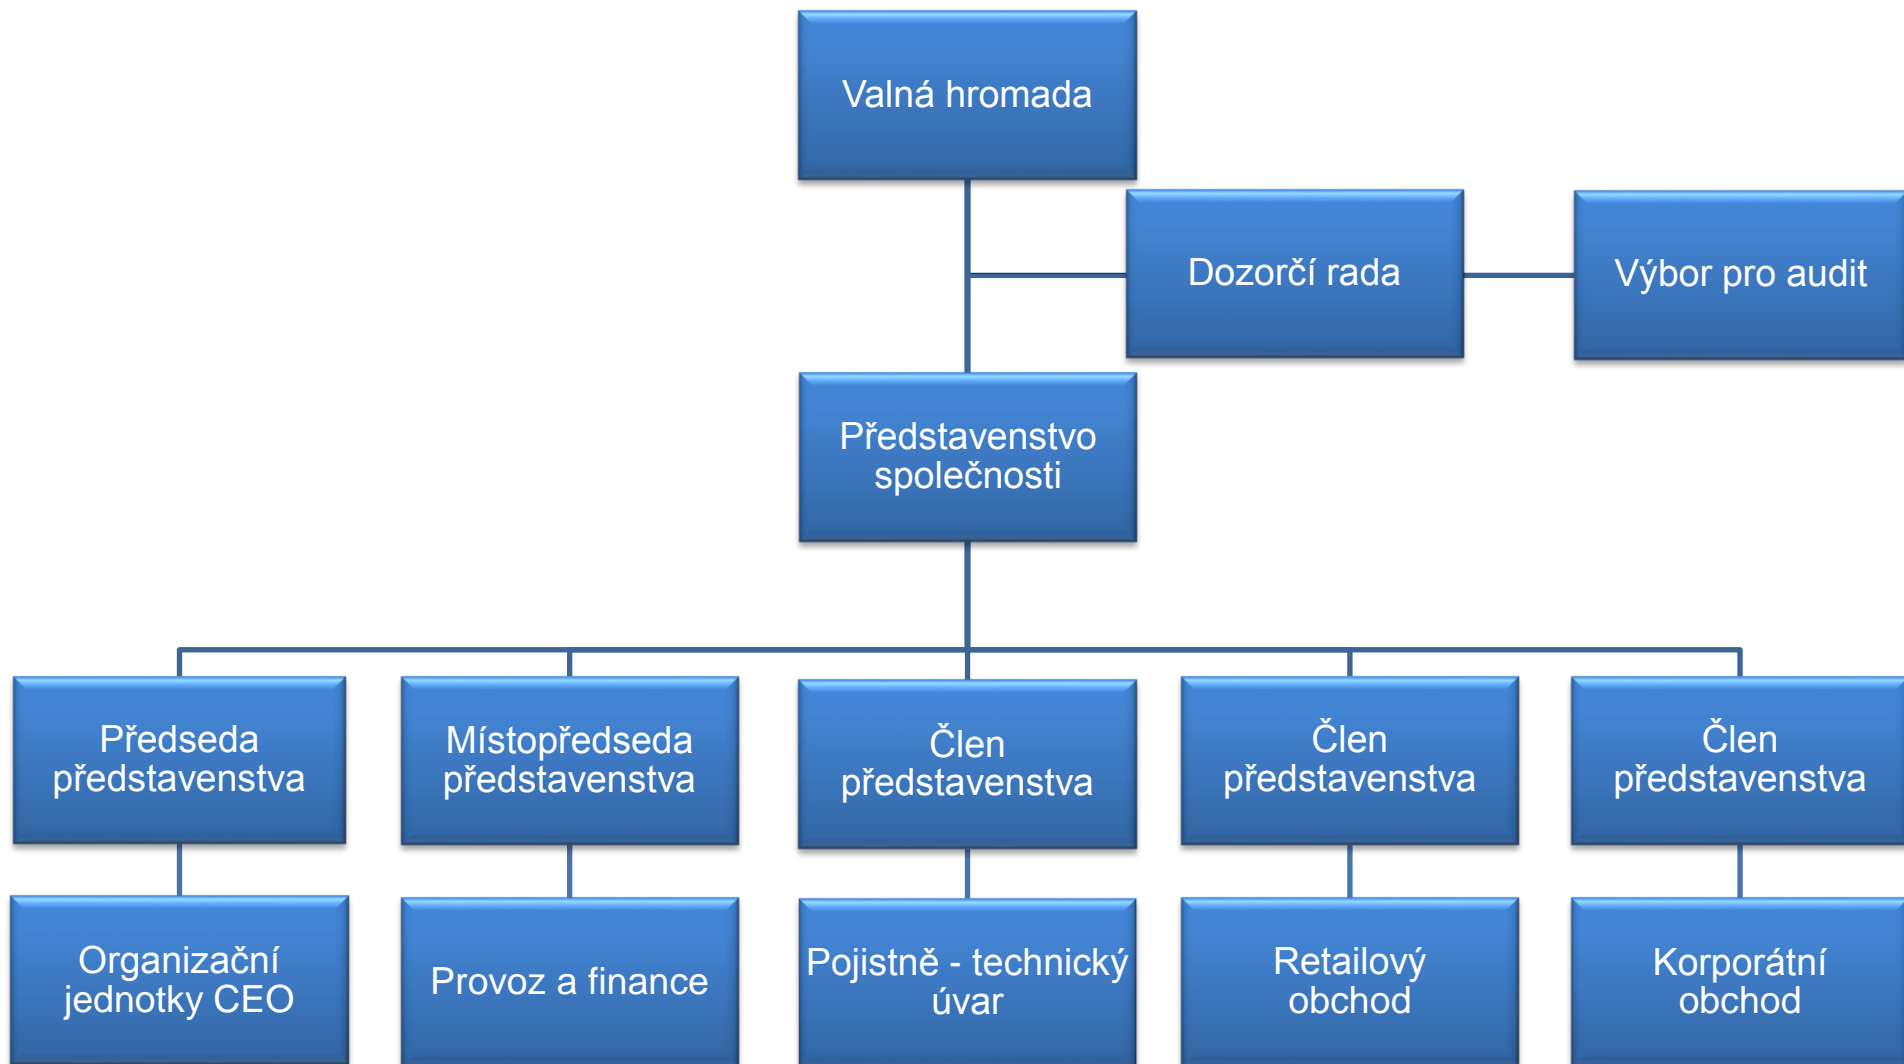 Valná hromada
Dozorčí rada
Výbor pro audit
Představenstvo
společnosti
Předseda
představenstva
Místopředseda
představenstva
Člen
představenstva
Člen
představenstva
Člen
představenstva
Organizační
jednotky CEO
Provoz a finance
Pojistně - technický
úvar
Retailový
obchod
Korporátní
obchod